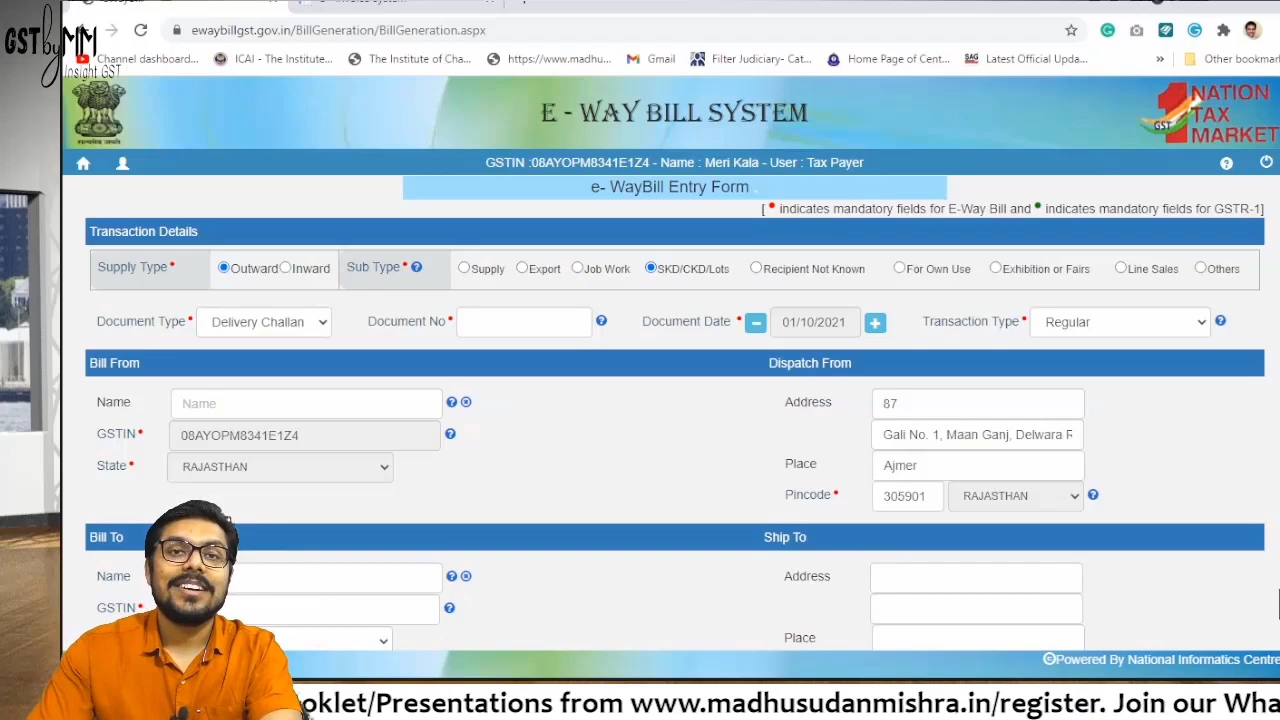 GSTbyMM
Insight GST
ewaybillgst.gov.in/BillGeneration/BillGeneration.aspx
Channel dashboard...
ICAI - The Institute...
The Institute of Cha...
https://www.madhu...
Gmail
Filter Judiciary-Tat...
Home Page of Cent...
Latest Official Upda...
»
Other bookmar
सत्यमेव जयते
E - WAY BILL SYSTEM
1 NATION
TAX
MARKET
GST
GSTIN :08AYOPM8341E1Z4 - Name : Meri Kala - User : Tax Payer
e- WayBill Entry Form
[ • indicates mandatory fields for E-Way Bill and • indicates mandatory fields for GSTR-1]
Transaction Details
Supply Type • Outward Inward Sub Type • Supply Export Job Work SKD/CKD/Lots Recipient Not Known For Own Use Exhibition or Fairs Line Sales Others
Document Type • Delivery Challan Document No • Document Date • 01/10/2021 Transaction Type • Regular
Bill From Dispatch From
Name Name Address 87
GSTIN • 08AYOPM8341E1Z4 Gali No. 1, Maan Ganj, Delwara R
State • RAJASTHAN Place Ajmer
Pincode • 305901 RAJASTHAN
Bill To Ship To
Name Address
GSTIN •
Place
©Powered By National Informatics Centre
oklet/Presentations from www.madhusudanmishra.in/register. Join our Wha